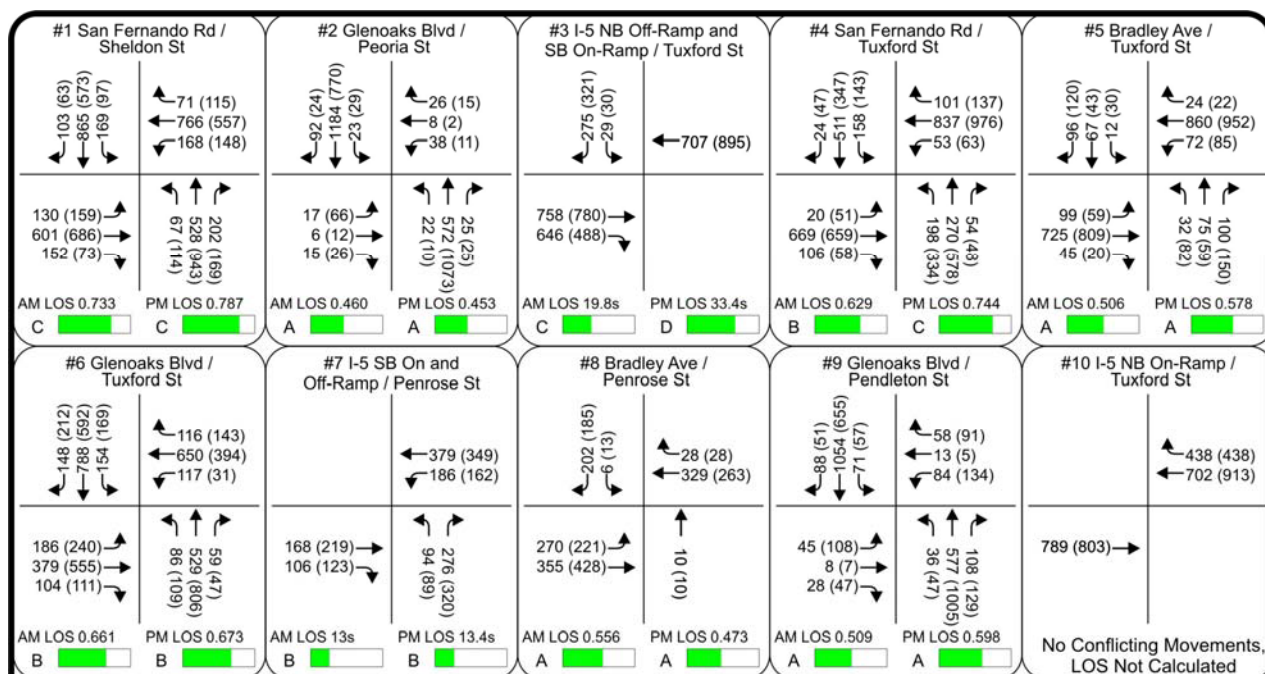 #1 San Fernando Rd /
Sheldon St
103 (63)
865 (573)
169 (97)
71 (115)
766 (557)
168 (148)
130 (159)
601 (686)
152 (73)
67 (114)
528 (943)
202 (169)
AM LOS 0.733
PM LOS 0.787
C
C
#2 Glenoaks Blvd /
Peoria St
92 (24)
1184 (770)
23 (29)
26 (15)
8 (2)
38 (11)
17 (66)
6 (12)
15 (26)
22 (10)
572 (1073)
25 (25)
AM LOS 0.460
PM LOS 0.453
A
A
#3 I-5 NB Off-Ramp and
SB On-Ramp / Tuxford St
275 (321)
29 (30)
707 (895)
758 (780)
646 (488)
AM LOS 19.8s
PM LOS 33.4s
C
D
#4 San Fernando Rd /
Tuxford St
24 (47)
511 (347)
158 (143)
101 (137)
837 (976)
53 (63)
20 (51)
669 (659)
106 (58)
198 (334)
270 (578)
54 (48)
AM LOS 0.629
PM LOS 0.744
B
C
#5 Bradley Ave /
Tuxford St
96 (120)
67 (43)
12 (30)
24 (22)
860 (952)
72 (85)
99 (59)
725 (809)
45 (20)
32 (82)
75 (59)
100 (150)
AM LOS 0.506
PM LOS 0.578
A
A
#6 Glenoaks Blvd /
Tuxford St
148 (212)
788 (592)
154 (169)
116 (143)
650 (394)
117 (31)
186 (240)
379 (555)
104 (111)
86 (109)
529 (806)
59 (47)
AM LOS 0.661
PM LOS 0.673
B
B
#7 I-5 SB On and
Off-Ramp / Penrose St
379 (349)
186 (162)
168 (219)
106 (123)
94 (89)
276 (320)
AM LOS 13s
PM LOS 13.4s
B
B
#8 Bradley Ave /
Penrose St
202 (185)
6 (13)
28 (28)
329 (263)
270 (221)
355 (428)
10 (10)
AM LOS 0.556
PM LOS 0.473
A
A
#9 Glenoaks Blvd /
Pendleton St
88 (51)
1054 (655)
71 (57)
58 (91)
13 (5)
84 (134)
45 (108)
8 (7)
28 (47)
36 (47)
577 (1005)
108 (129)
AM LOS 0.509
PM LOS 0.598
A
A
#10 I-5 NB On-Ramp /
Tuxford St
438 (438)
702 (913)
789 (803)
No Conflicting Movements,
LOS Not Calculated